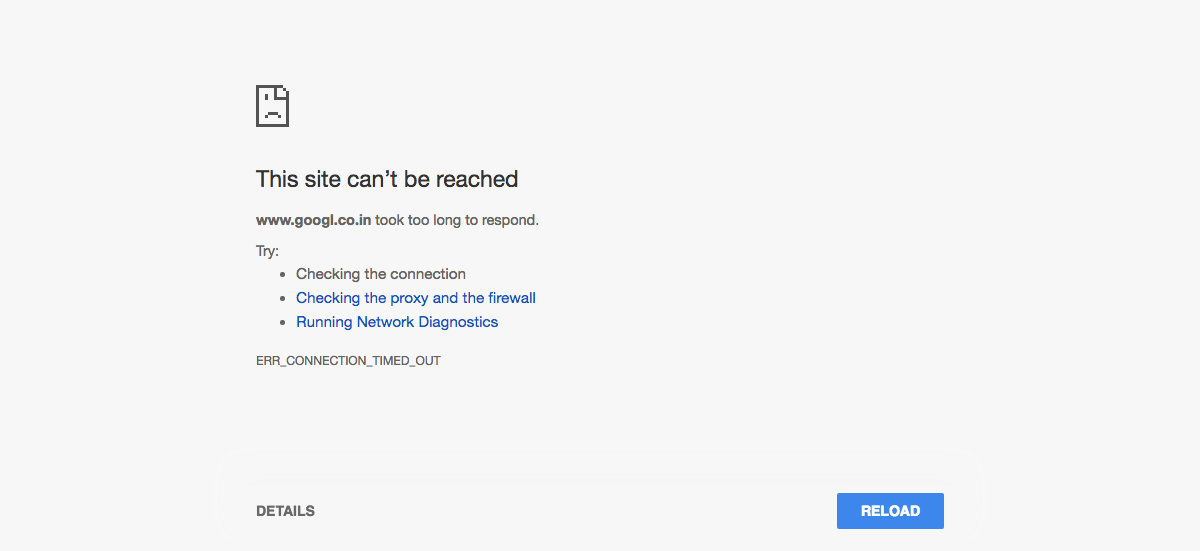 This site can’t be reached
www.googl.co.in took too long to respond.
Try:
• Checking the connection
• Checking the proxy and the firewall
• Running Network Diagnostics
ERR_CONNECTION_TIMED_OUT
DETAILS
RELOAD